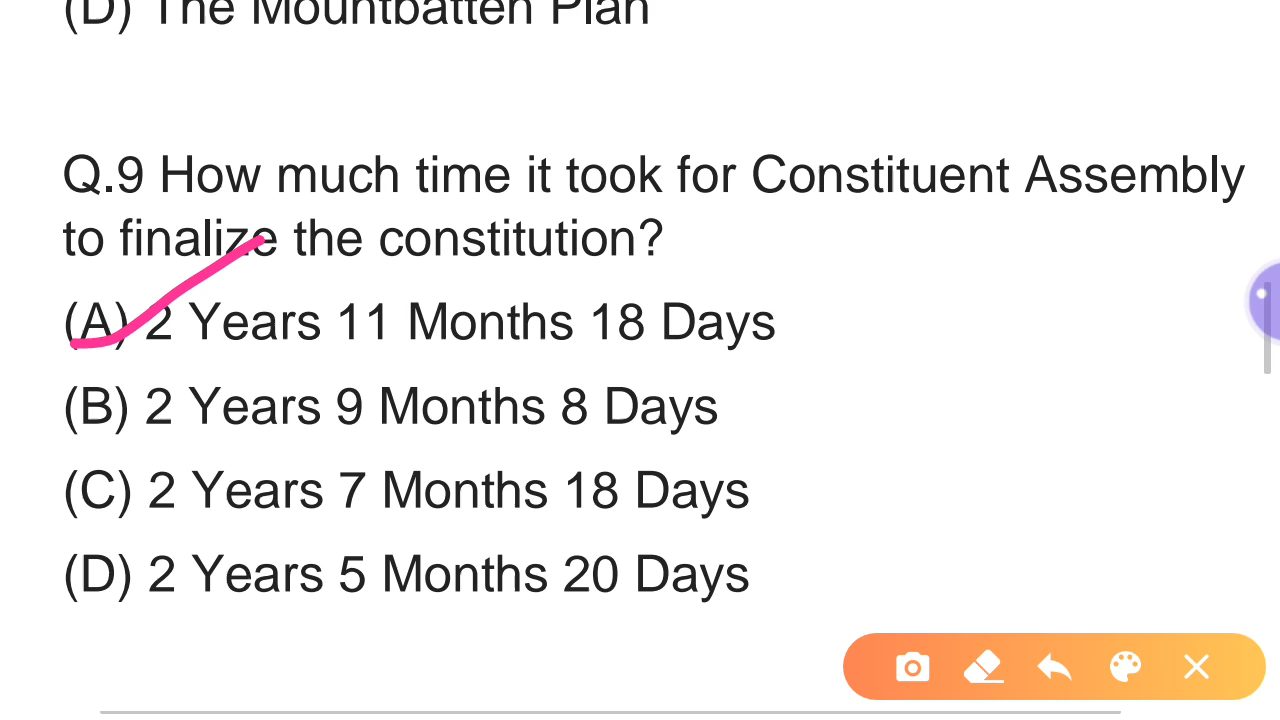 (D) The Mountbatten Plan
Q.9 How much time it took for Constituent Assembly
to finalize the constitution?
(A) 2 Years 11 Months 18 Days
(B) 2 Years 9 Months 8 Days
(C) 2 Years 7 Months 18 Days
(D) 2 Years 5 Months 20 Days